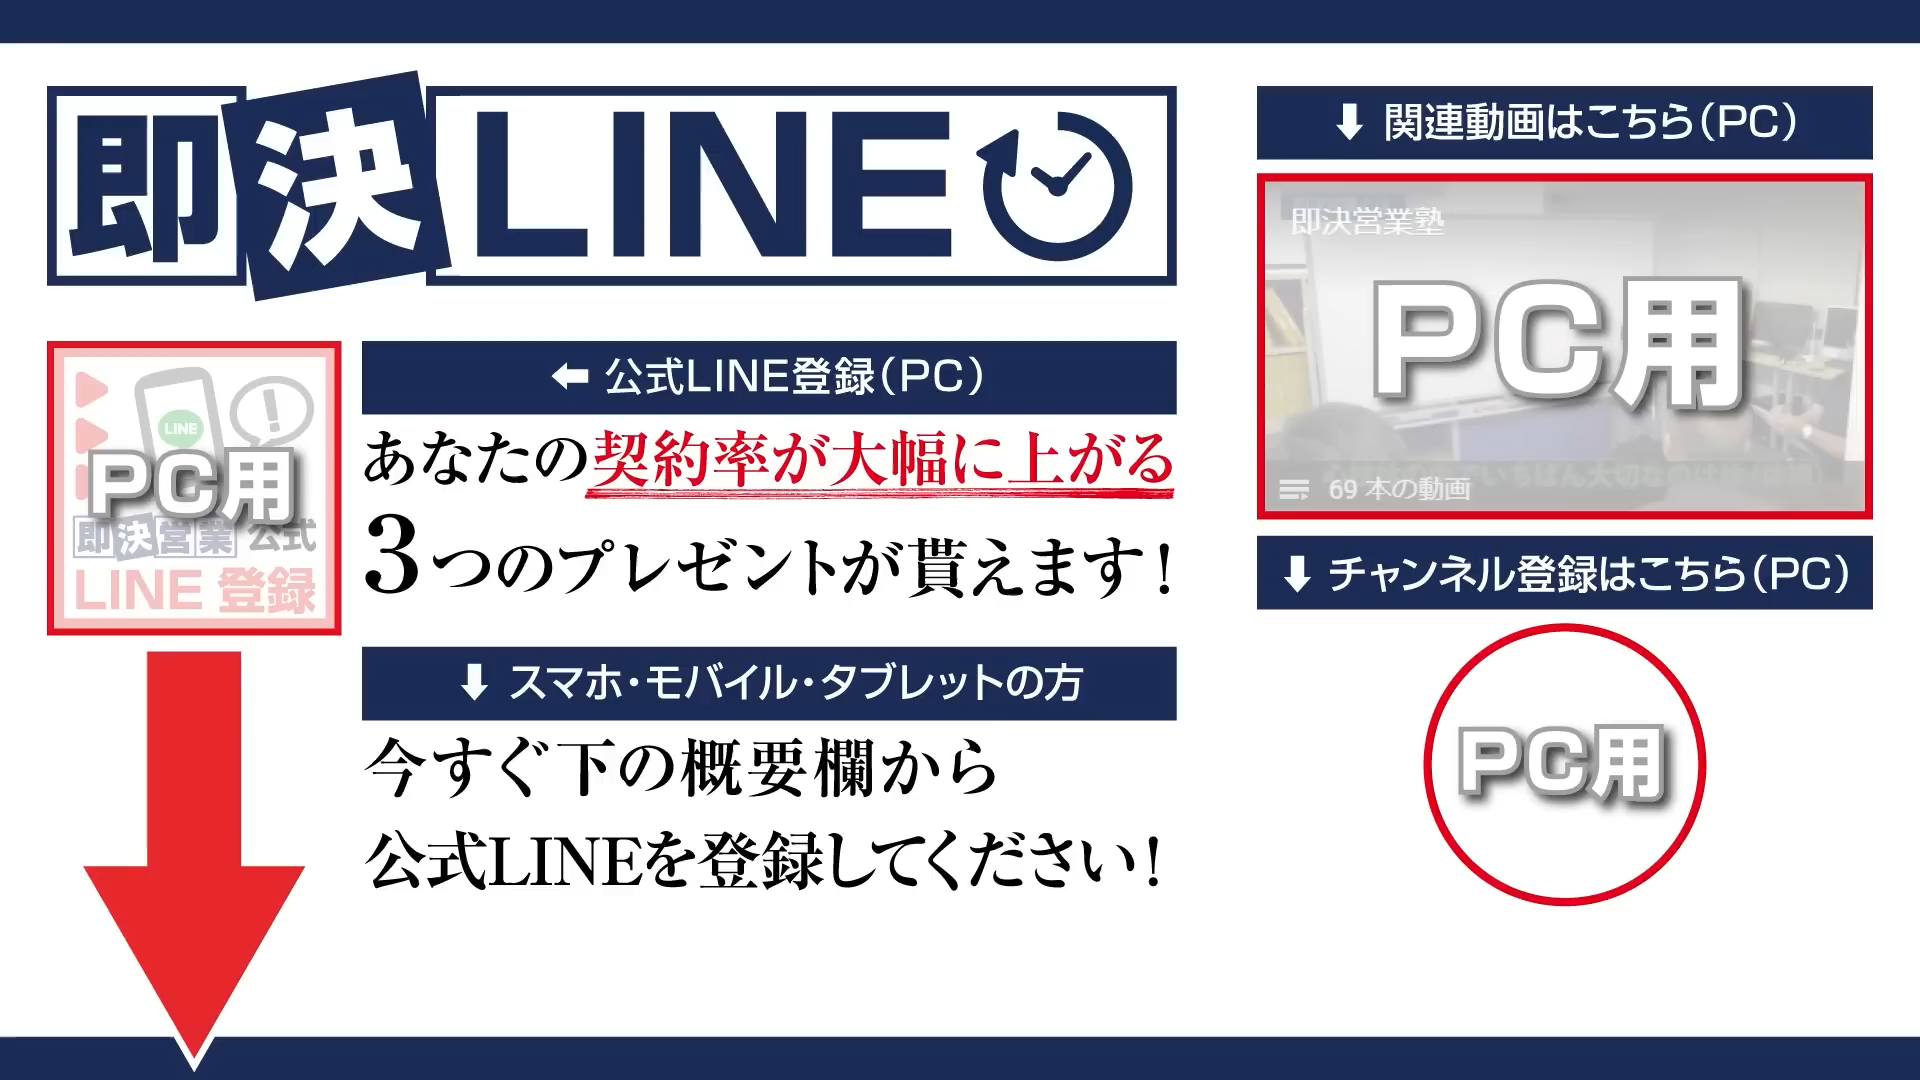 即決LINE
LINE
PC用
即決営業 公式
LINE 登録
← 公式LINE登録（PC）
あなたの契約率が大幅に上がる
3つのプレゼントが貰えます！
↓ スマホ・モバイル・タブレットの方
今すぐ下の概要欄から
公式LINEを登録してください！
↓ 関連動画はこちら（PC）
即決営業塾
PC用
69 本の動画
↓ チャンネル登録はこちら（PC）
PC用